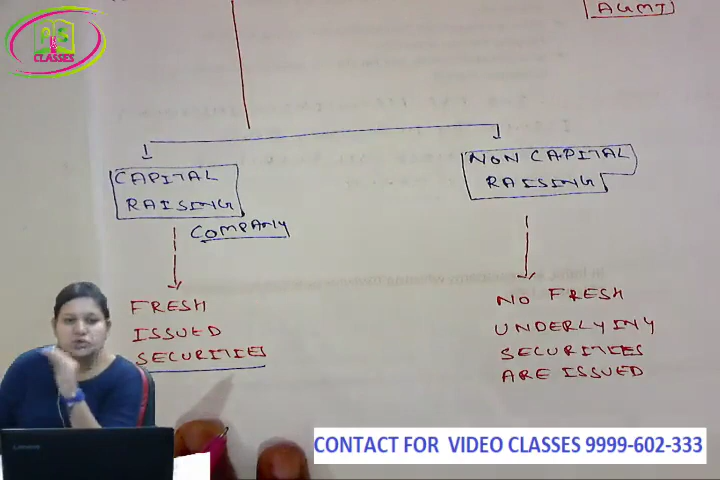 CLASSES
AGMT
CAPITAL
RAISING
COMPANY
NON CAPITAL
RAISING
FRESH
ISSUED
SECURITIES
NO FRESH
UNDERLYING
SECURITIES
ARE ISSUED
CONTACT FOR VIDEO CLASSES 9999-602-333